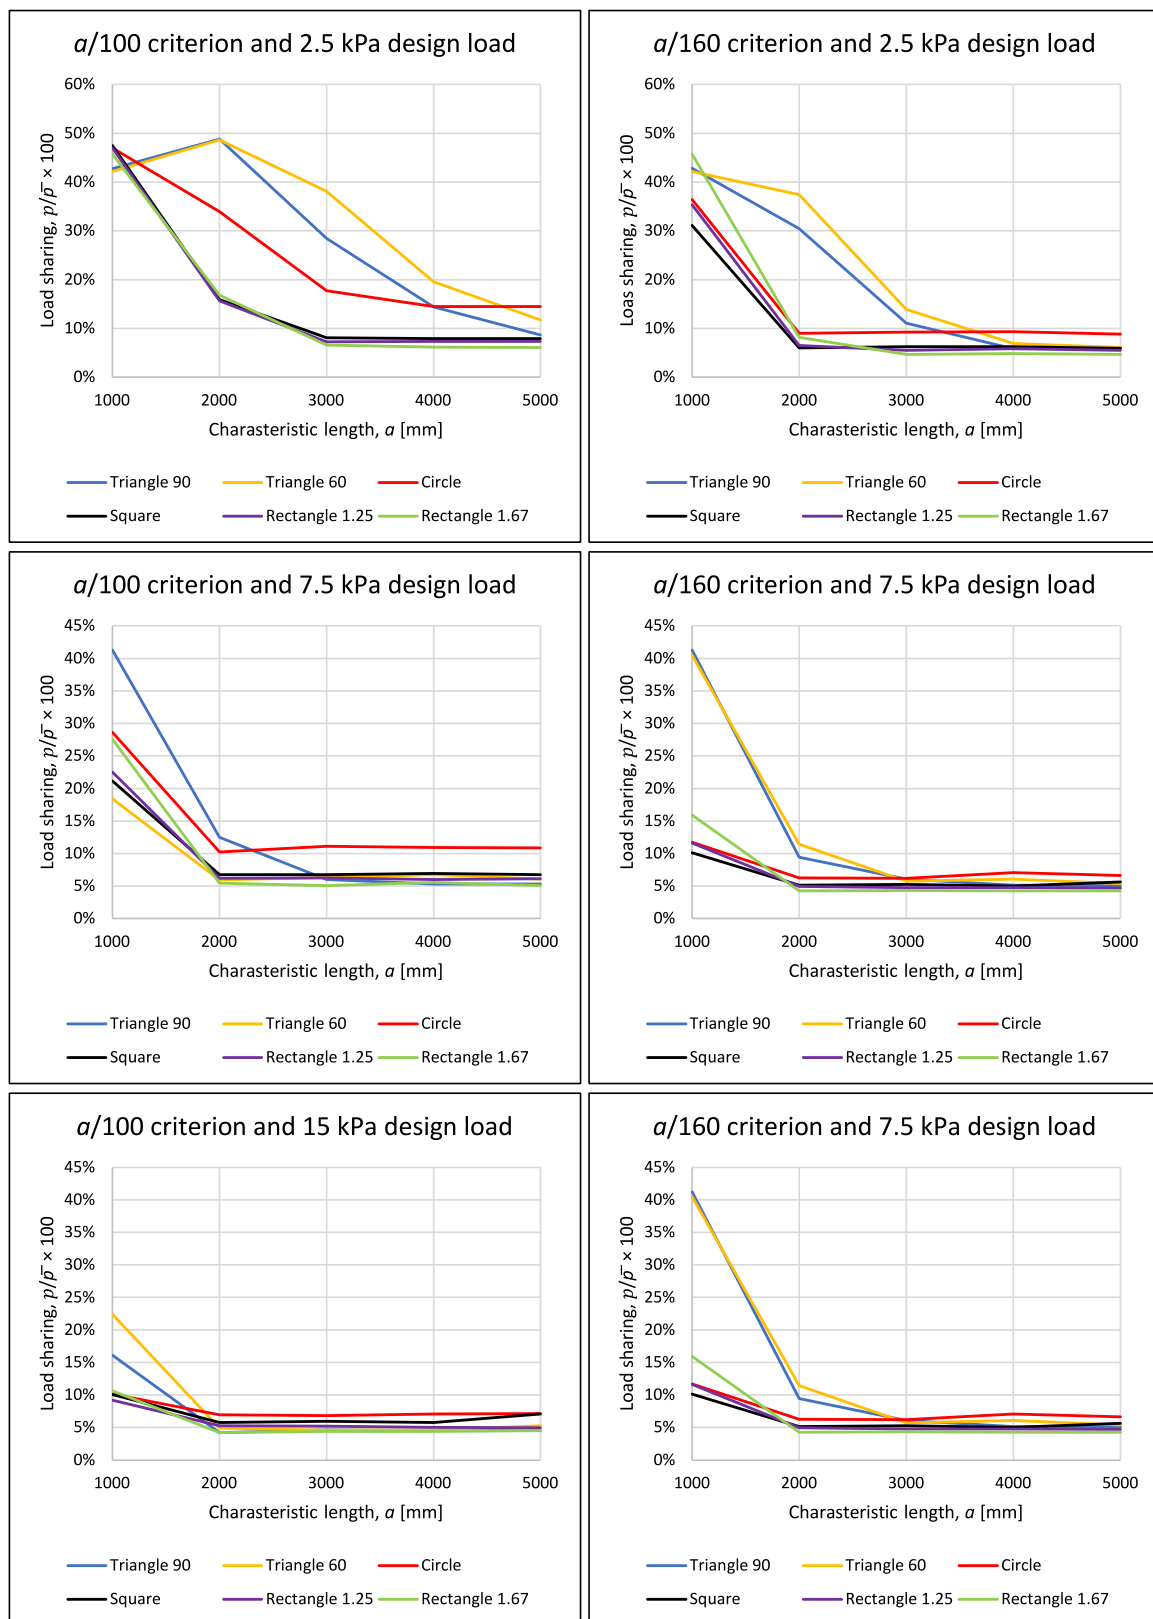 a/100 criterion and 2.5 kPa design load
Load sharing, p/p̅ × 100
60%
50%
40%
30%
20%
10%
0%
1000 2000 3000 4000 5000
Charasteristic length, a [mm]
Triangle 90 Triangle 60 Circle
Square Rectangle 1.25 Rectangle 1.67
a/160 criterion and 2.5 kPa design load
Loas sharing, p/p̅ × 100
60%
50%
40%
30%
20%
10%
0%
1000 2000 3000 4000 5000
Charasteristic length, a [mm]
Triangle 90 Triangle 60 Circle
Square Rectangle 1.25 Rectangle 1.67
a/100 criterion and 7.5 kPa design load
Load sharing, p/p̅ × 100
45%
40%
35%
30%
25%
20%
15%
10%
5%
0%
1000 2000 3000 4000 5000
Charasteristic length, a [mm]
Triangle 90 Triangle 60 Circle
Square Rectangle 1.25 Rectangle 1.67
a/160 criterion and 7.5 kPa design load
Load sharing, p/p̅ × 100
45%
40%
35%
30%
25%
20%
15%
10%
5%
0%
1000 2000 3000 4000 5000
Charasteristic length, a [mm]
Triangle 90 Triangle 60 Circle
Square Rectangle 1.25 Rectangle 1.67
a/100 criterion and 15 kPa design load
Load sharing, p/p̅ × 100
45%
40%
35%
30%
25%
20%
15%
10%
5%
0%
1000 2000 3000 4000 5000
Charasteristic length, a [mm]
Triangle 90 Triangle 60 Circle
Square Rectangle 1.25 Rectangle 1.67
a/160 criterion and 7.5 kPa design load
Load sharing, p/p̅ × 100
45%
40%
35%
30%
25%
20%
15%
10%
5%
0%
1000 2000 3000 4000 5000
Charasteristic length, a [mm]
Triangle 90 Triangle 60 Circle
Square Rectangle 1.25 Rectangle 1.67